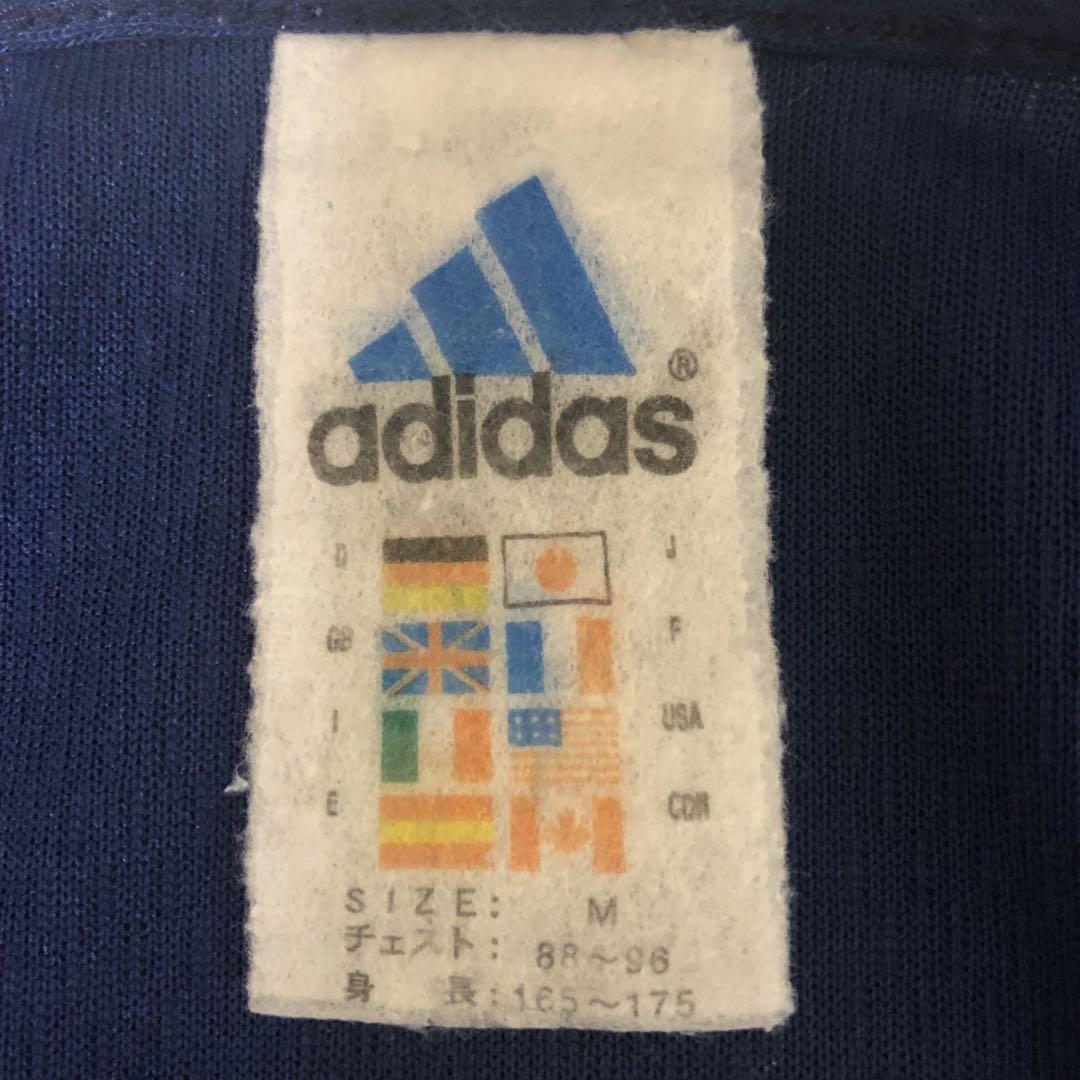 adidas®
D J
GB F
I USA
E CDN
SIZE: M
チェスト: 88~96
身 長:165~175